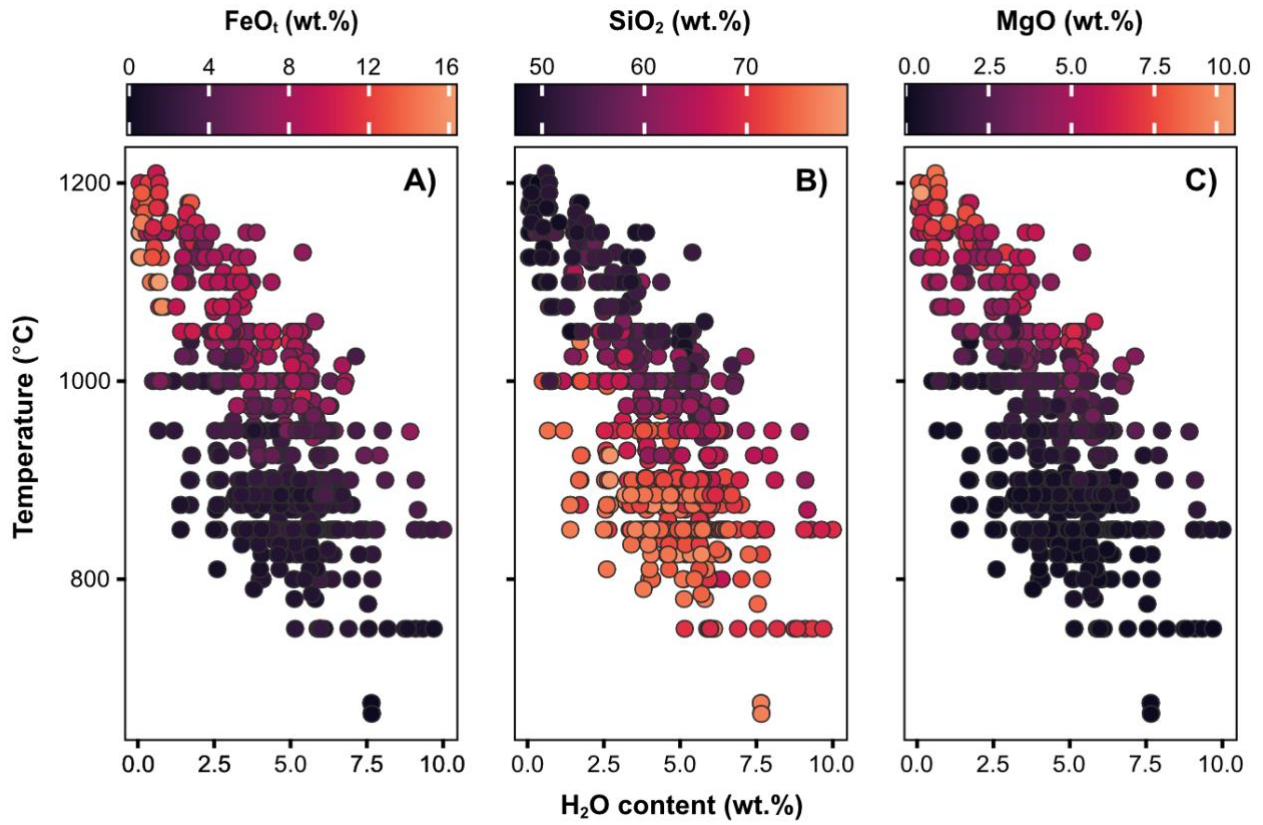 FeOₜ (wt.%) SiO₂ (wt.%) MgO (wt.%)
0 4 8 12 16 50 60 70 0.0 2.5 5.0 7.5 10.0
A) B) C)
Temperature (°C)
1200
1000
800
0.0 2.5 5.0 7.5 10.0 0.0 2.5 5.0 7.5 10.0 0.0 2.5 5.0 7.5 10.0
H₂O content (wt.%)